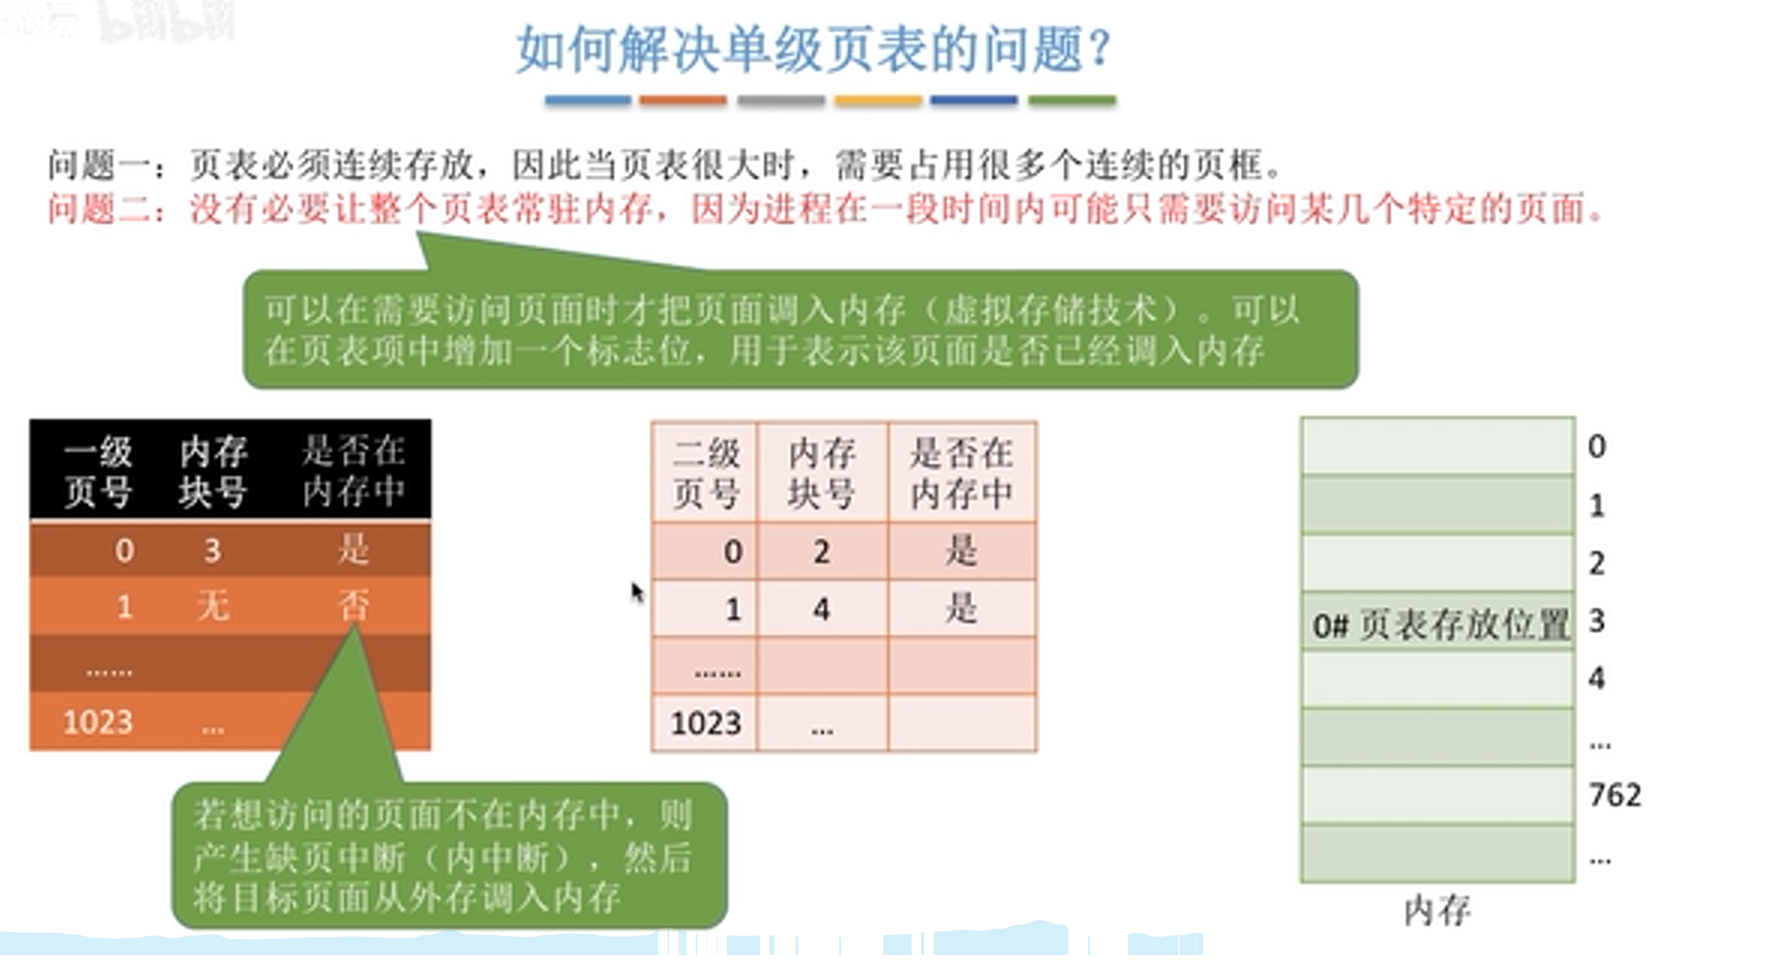 bilibili
如何解决单级页表的问题？
问题一：页表必须连续存放，因此当页表很大时，需要占用很多个连续的页框。
问题二：没有必要让整个页表常驻内存，因为进程在一段时间内可能只需要访问某几个特定的页面。
可以在需要访问页面时才把页面调入内存（虚拟存储技术）。可以
在页表项中增加一个标志位，用于表示该页面是否已经调入内存
一级页号 内存块号 是否在内存中
0 3 是
1 无 否
......
1023 ...
二级页号 内存块号 是否在内存中
0 2 是
1 4 是
......
1023 ...
0
1
2
0# 页表存放位置 3
4
...
762
...
内存
若想访问的页面不在内存中，则
产生缺页中断（内中断），然后
将目标页面从外存调入内存